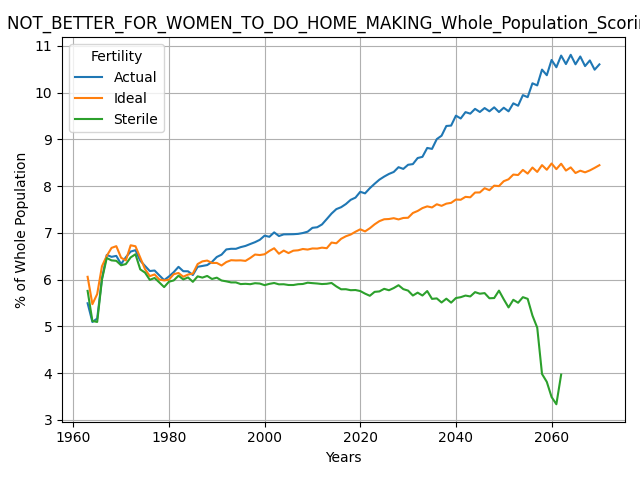 NOT_BETTER_FOR_WOMEN_TO_DO_HOME_MAKING_Whole_Population_Scori
Fertility
Actual
Ideal
Sterile
% of Whole Population
11
10
9
8
7
6
5
4
3
1960 1980 2000 2020 2040 2060
Years